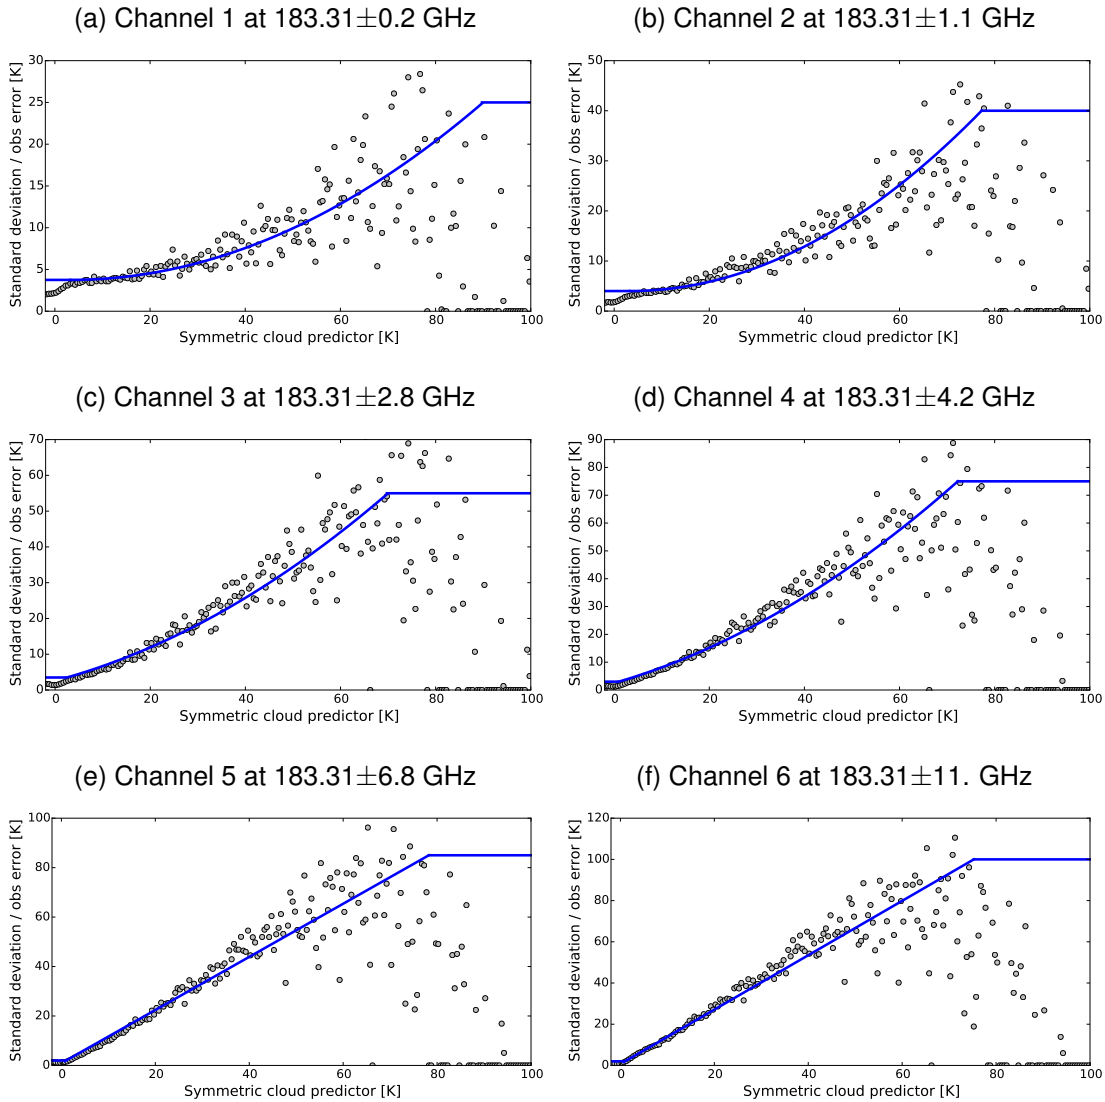 (a) Channel 1 at 183.31±0.2 GHz
(b) Channel 2 at 183.31±1.1 GHz
Standard deviation / obs error [K]
30
25
20
15
10
5
0
0 20 40 60 80 100
Symmetric cloud predictor [K]
Standard deviation / obs error [K]
50
40
30
20
10
0
0 20 40 60 80 100
Symmetric cloud predictor [K]
(c) Channel 3 at 183.31±2.8 GHz
(d) Channel 4 at 183.31±4.2 GHz
Standard deviation / obs error [K]
70
60
50
40
30
20
10
0
0 20 40 60 80 100
Symmetric cloud predictor [K]
Standard deviation / obs error [K]
90
80
70
60
50
40
30
20
10
0
0 20 40 60 80 100
Symmetric cloud predictor [K]
(e) Channel 5 at 183.31±6.8 GHz
(f) Channel 6 at 183.31±11. GHz
Standard deviation / obs error [K]
100
80
60
40
20
0
0 20 40 60 80 100
Symmetric cloud predictor [K]
Standard deviation / obs error [K]
120
100
80
60
40
20
0
0 20 40 60 80 100
Symmetric cloud predictor [K]